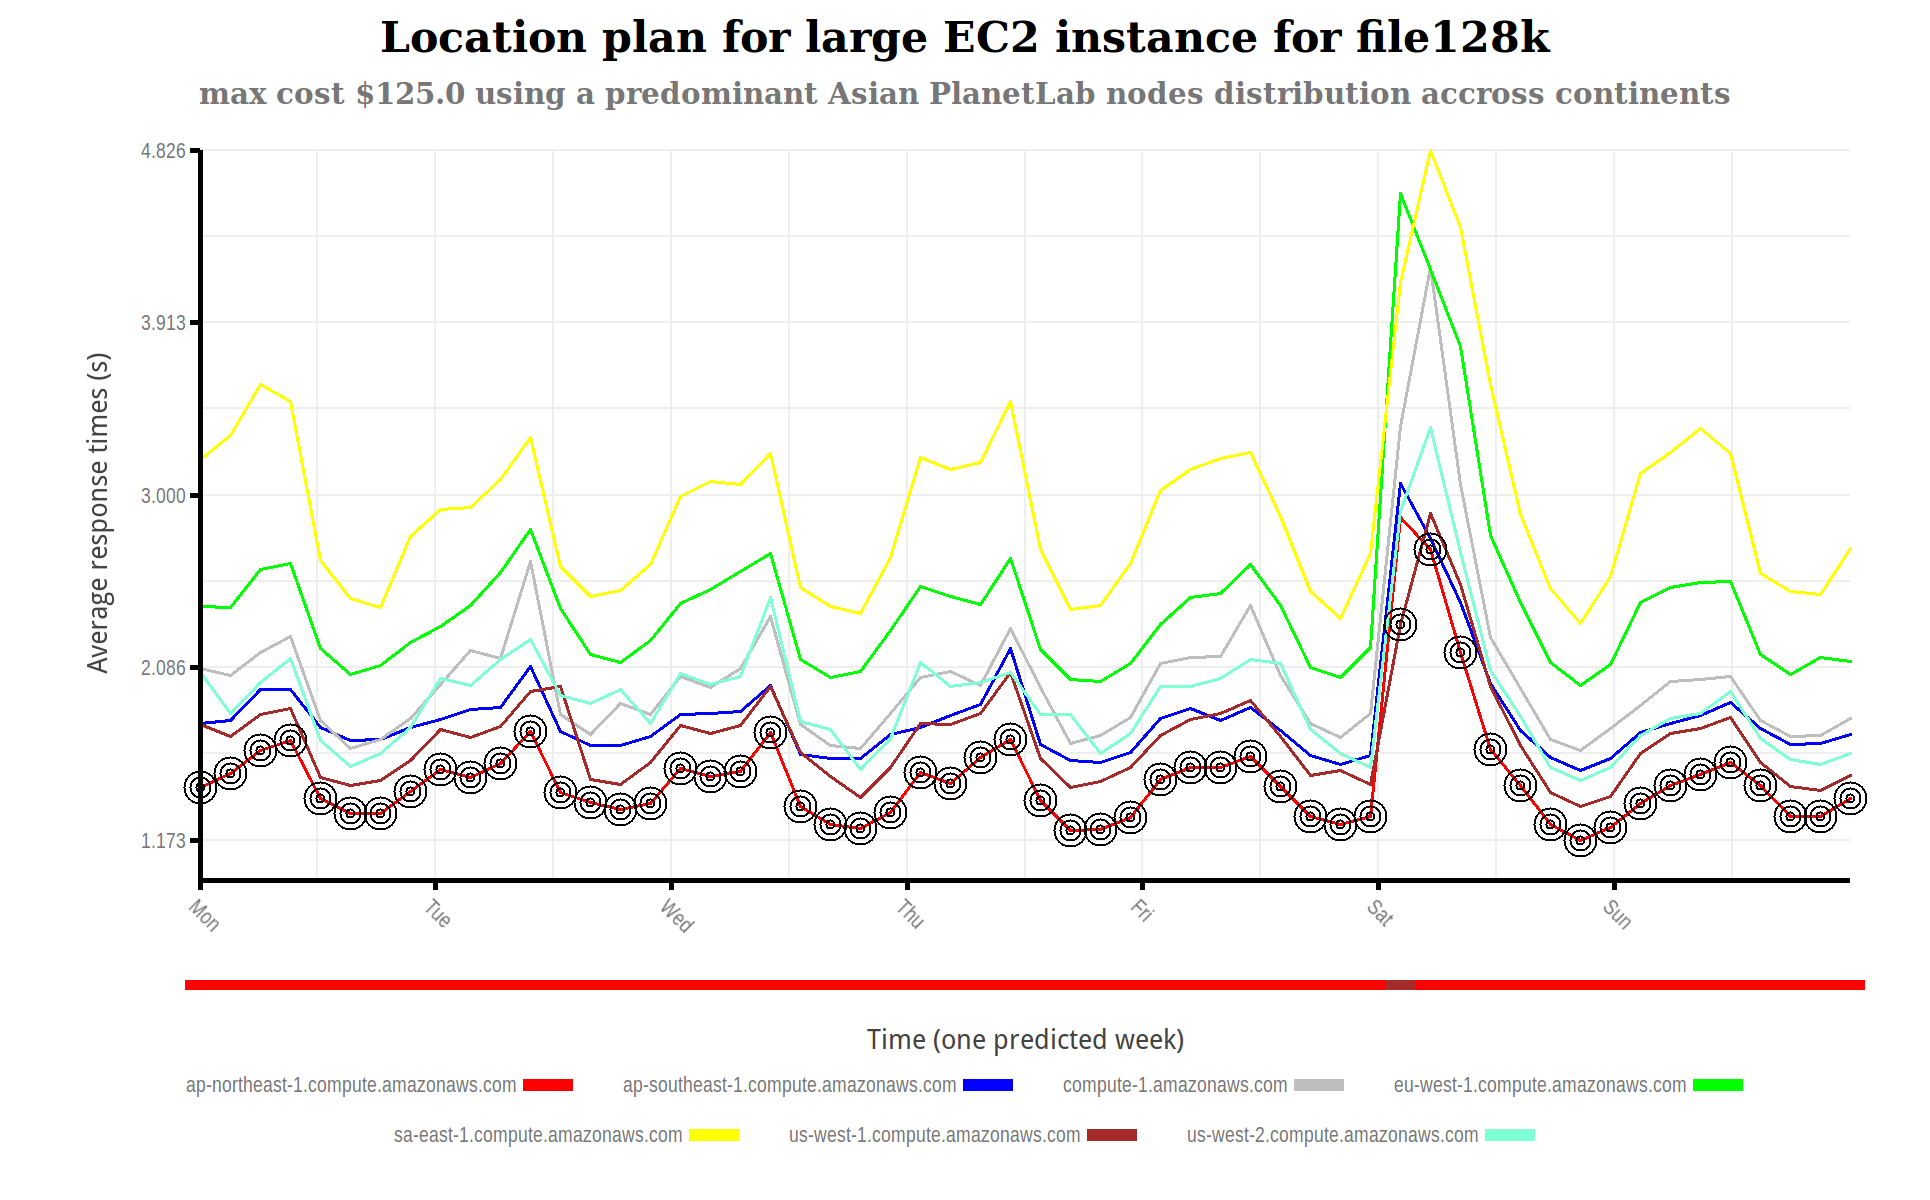 Location plan for large EC2 instance for file128k
max cost $125.0 using a predominant Asian PlanetLab nodes distribution accross continents
4.826
3.913
3.000
2.086
1.173
Average response times (s)
Mon Tue Wed Thu Fri Sat Sun
Time (one predicted week)
ap-northeast-1.compute.amazonaws.com ap-southeast-1.compute.amazonaws.com compute-1.amazonaws.com eu-west-1.compute.amazonaws.com
sa-east-1.compute.amazonaws.com us-west-1.compute.amazonaws.com us-west-2.compute.amazonaws.com